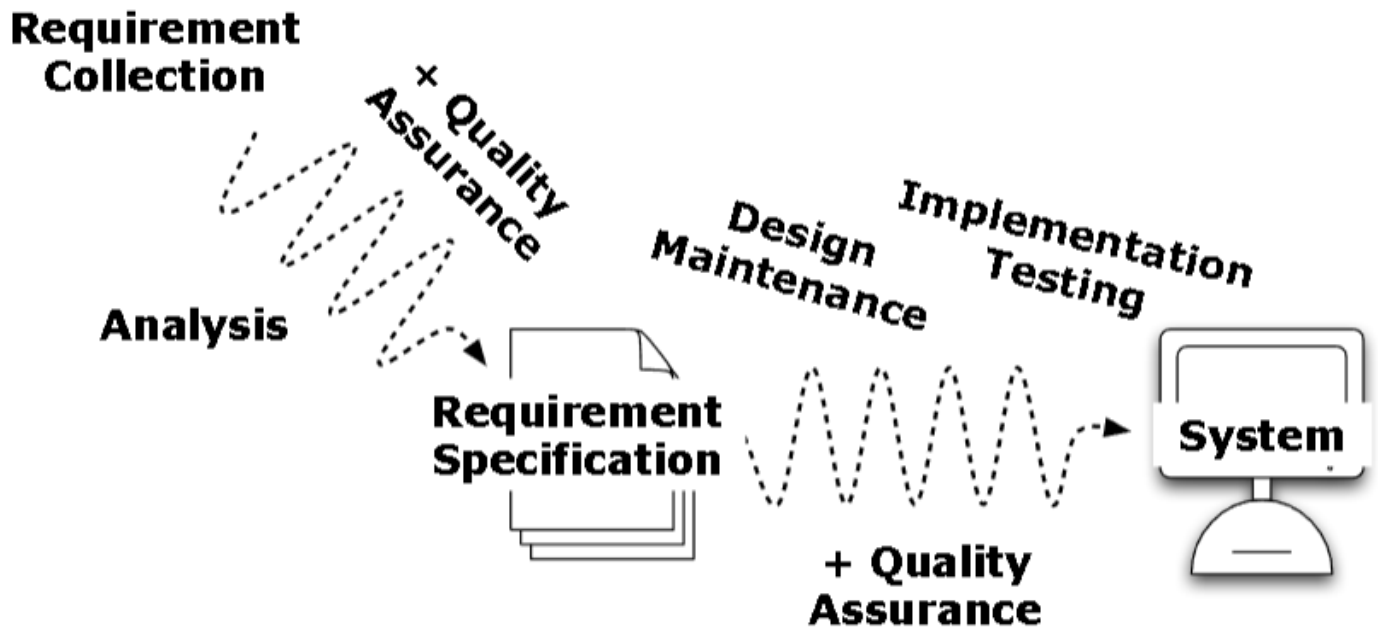 Requirement
Collection
+ Quality
Assurance
Analysis
Requirement
Specification
Design
Maintenance
Implementation
Testing
System
+ Quality
Assurance